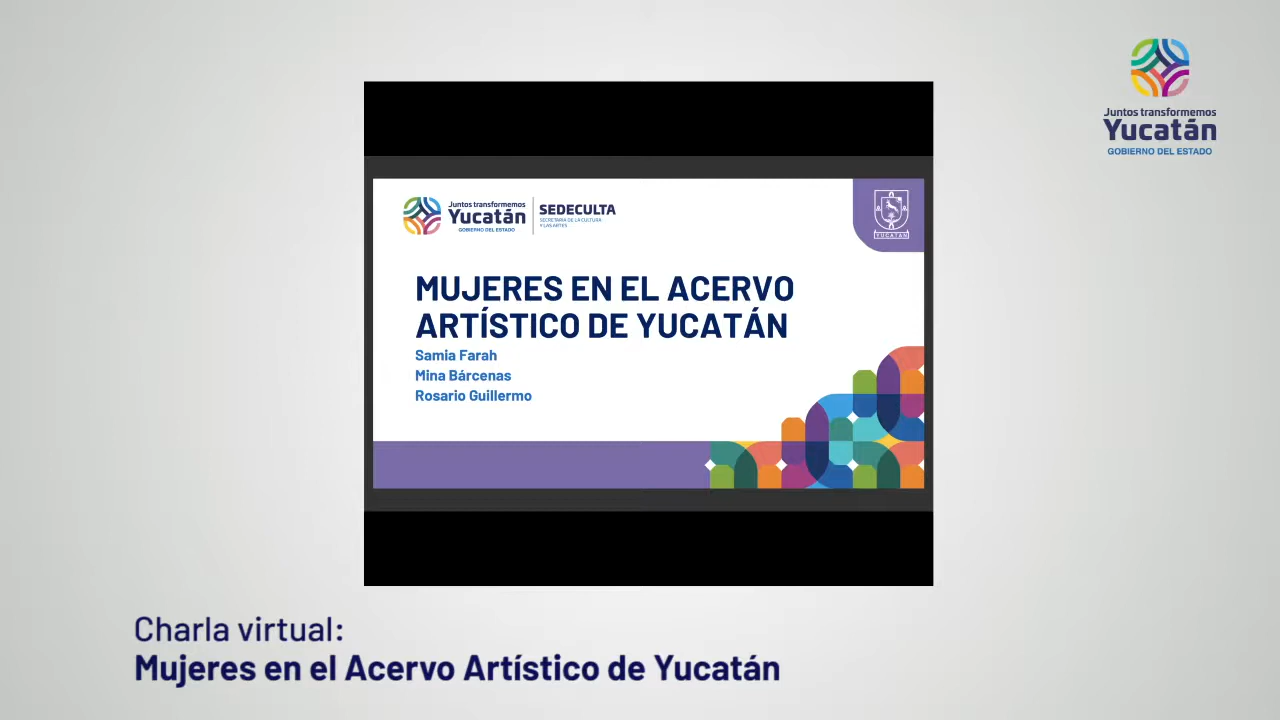 Juntos transformemos
Yucatán
GOBIERNO DEL ESTADO
Juntos transformemos
Yucatán
GOBIERNO DEL ESTADO
SEDECULTA
SECRETARÍA DE LA CULTURA
Y LAS ARTES
YUCATÁN
MUJERES EN EL ACERVO
ARTÍSTICO DE YUCATÁN
Samia Farah
Mina Bárcenas
Rosario Guillermo
Charla virtual:
Mujeres en el Acervo Artístico de Yucatán